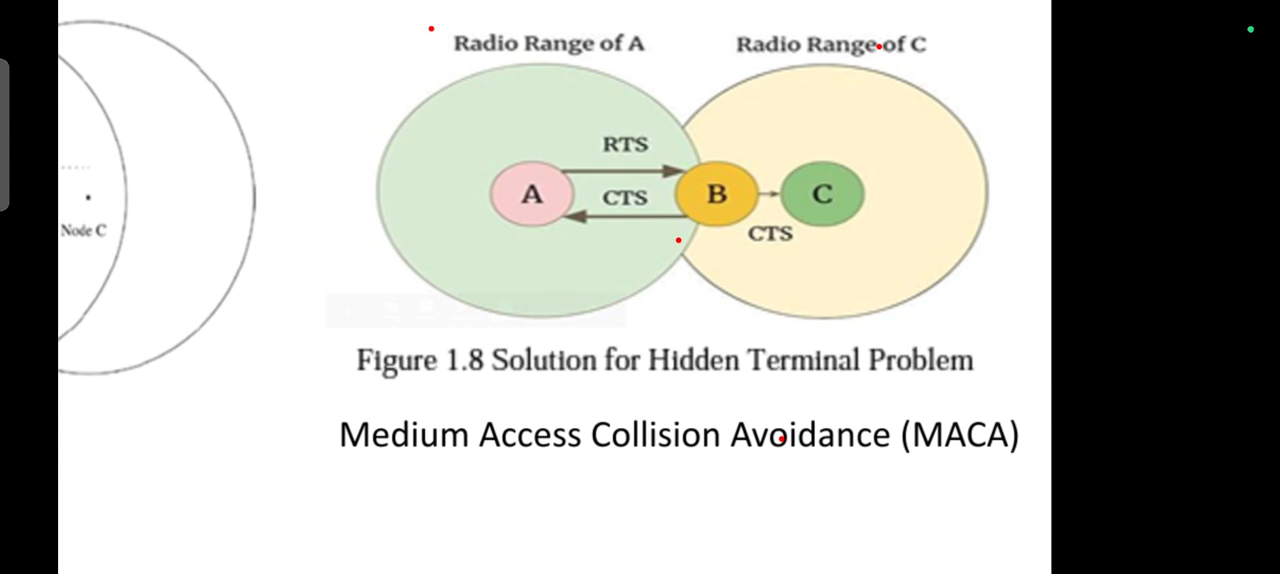 Radio Range of A
Radio Range of C
RTS
A
CTS
B
C
CTS
Node C
Figure 1.8 Solution for Hidden Terminal Problem
Medium Access Collision Avoidance (MACA)